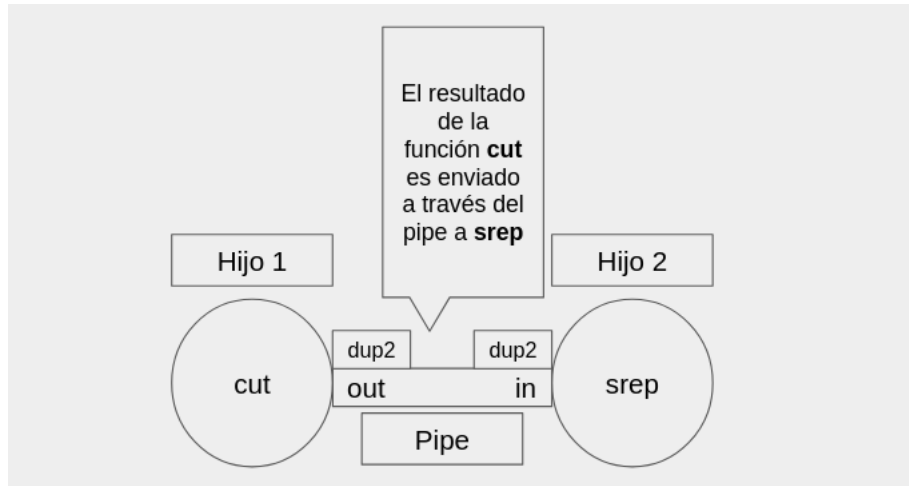 El resultado
de la
función cut
es enviado
a través del
pipe a srep
Hijo 1
Hijo 2
dup2
dup2
cut
out
in
srep
Pipe